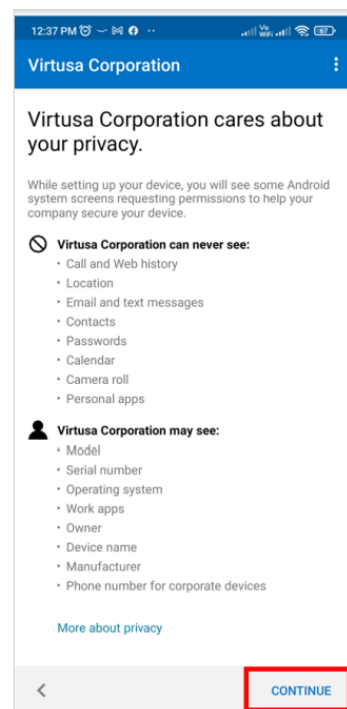 12:37 PM
Vo
WiFi
67
Virtusa Corporation
Virtusa Corporation cares about
your privacy.
While setting up your device, you will see some Android
system screens requesting permissions to help your
company secure your device.
Virtusa Corporation can never see:
• Call and Web history
• Location
• Email and text messages
• Contacts
• Passwords
• Calendar
• Camera roll
• Personal apps
Virtusa Corporation may see:
• Model
• Serial number
• Operating system
• Work apps
• Owner
• Device name
• Manufacturer
• Phone number for corporate devices
More about privacy
CONTINUE